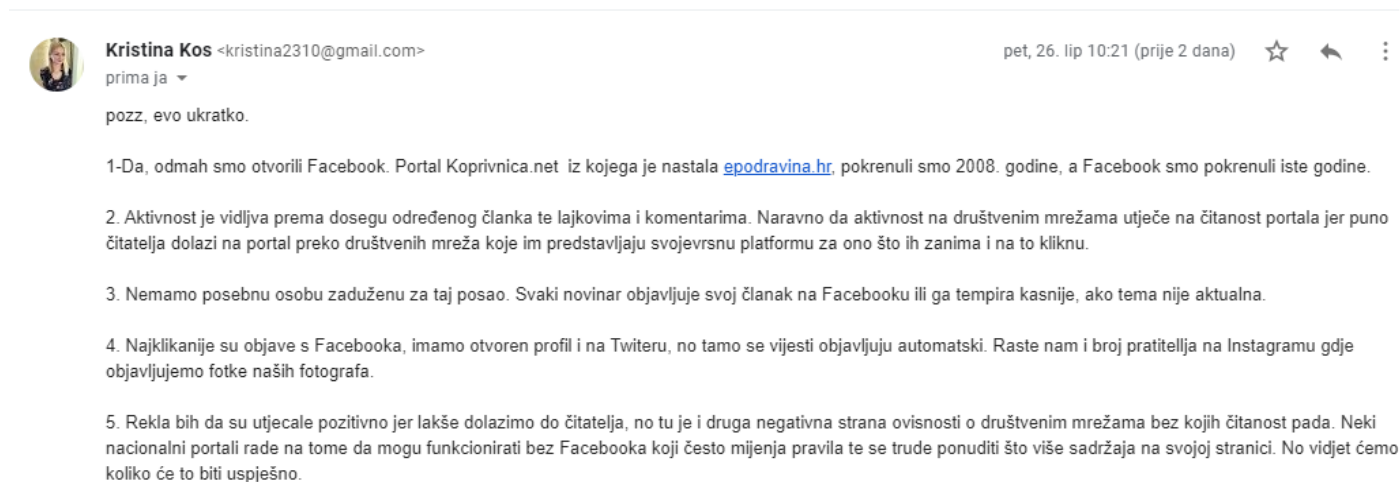 Kristina Kos <kristina2310@gmail.com>
pet, 26. lip 10:21 (prije 2 dana)
prima ja
pozz, evo ukratko.
1-Da, odmah smo otvorili Facebook. Portal Koprivnica.net  iz kojega je nastala epodravina.hr, pokrenuli smo 2008. godine, a Facebook smo pokrenuli iste godine.
2. Aktivnost je vidljva prema dosegu određenog članka te lajkovima i komentarima. Naravno da aktivnost na društvenim mrežama utječe na čitanost portala jer puno
čitatelja dolazi na portal preko društvenih mreža koje im predstavljaju svojevrsnu platformu za ono što ih zanima i na to kliknu.
3. Nemamo posebnu osobu zaduženu za taj posao. Svaki novinar objavljuje svoj članak na Facebooku ili ga tempira kasnije, ako tema nije aktualna.
4. Najklikanije su objave s Facebooka, imamo otvoren profil i na Twiteru, no tamo se vijesti objavljuju automatski. Raste nam i broj pratitellja na Instagramu gdje
objavljujemo fotke naših fotografa.
5. Rekla bih da su utjecale pozitivno jer lakše dolazimo do čitatelja, no tu je i druga negativna strana ovisnosti o društvenim mrežama bez kojih čitanost pada. Neki
nacionalni portali rade na tome da mogu funkcionirati bez Facebooka koji često mijenja pravila te se trude ponuditi što više sadržaja na svojoj stranici. No vidjet ćemo
koliko će to biti uspješno.